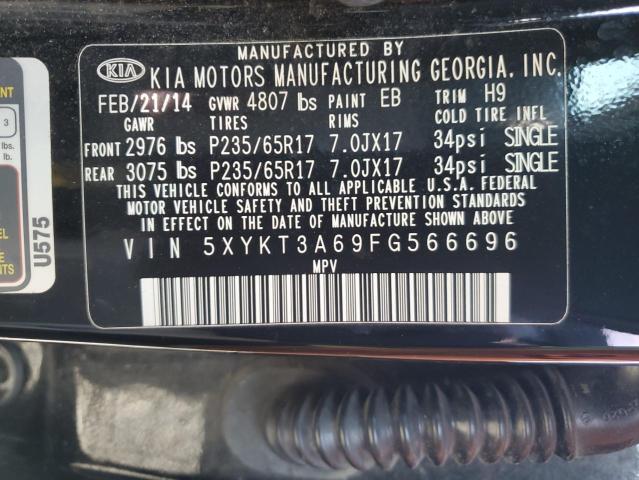 MANUFACTURED BY
KIA KIA MOTORS MANUFACTURING GEORGIA, INC.
FEB/21/14 GVWR 4807 lbs PAINT EB TRIM H9
GAWR TIRES RIMS COLD TIRE INFL
FRONT 2976 lbs P235/65R17 7.0JX17 34psi SINGLE
REAR 3075 lbs P235/65R17 7.0JX17 34psi SINGLE
THIS VEHICLE CONFORMS TO ALL APPLICABLE U.S.A. FEDERAL
MOTOR VEHICLE SAFETY AND THEFT PREVENTION STANDARDS
IN EFFECT ON THE DATE OF MANUFACTURE SHOWN ABOVE
VIN 5XYKT3A69FG566696
MPV
3
lbs.
lb.
U575